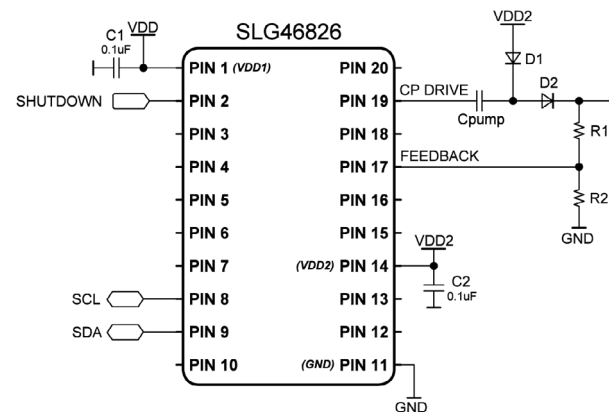 SLG46826
C1
0.1uF
VDD
PIN 1 (VDD1)
PIN 20
VDD2
D1
SHUTDOWN
PIN 2
PIN 19
CP DRIVE
Cpump
D2
PIN 3
PIN 18
R1
PIN 4
PIN 17
FEEDBACK
PIN 5
PIN 16
R2
PIN 6
PIN 15
GND
PIN 7
(VDD2) PIN 14
VDD2
SCL
PIN 8
PIN 13
C2
0.1uF
SDA
PIN 9
PIN 12
PIN 10
(GND) PIN 11
GND